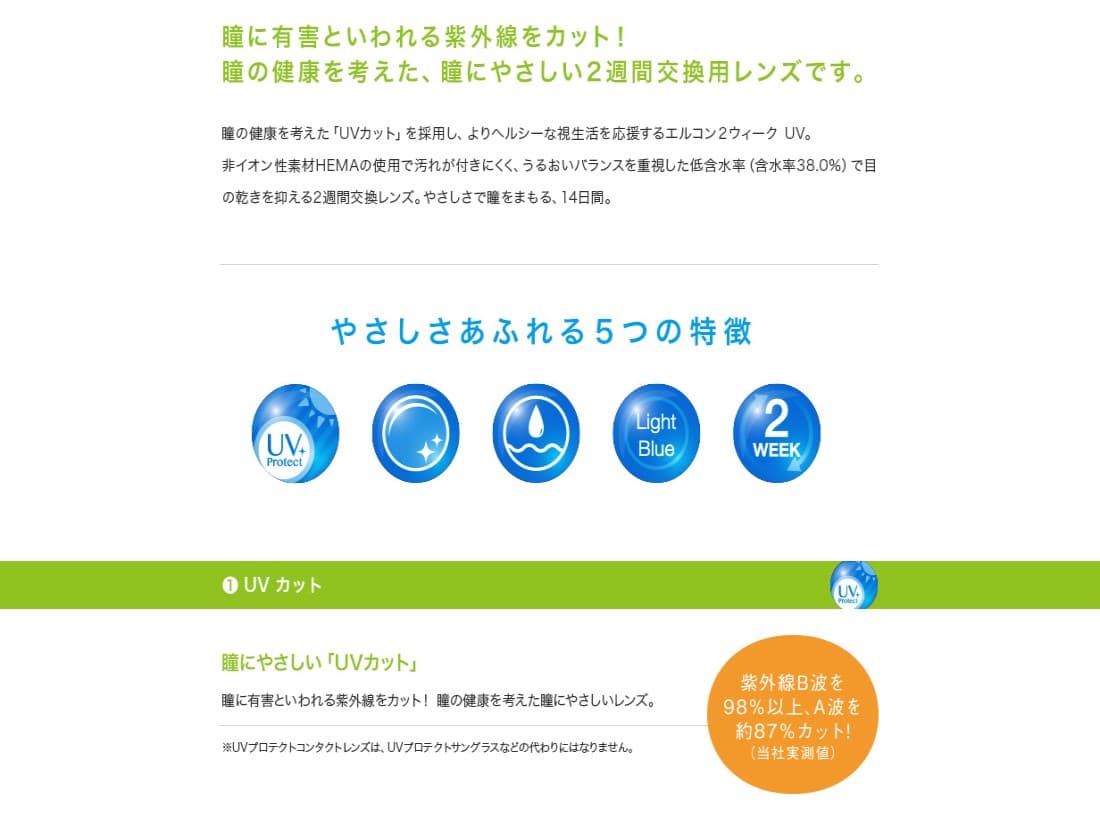 瞳に有害といわれる紫外線をカット！
瞳の健康を考えた、瞳にやさしい2週間交換用レンズです。
瞳の健康を考えた「UVカット」を採用し、よりヘルシーな視生活を応援するエルコン2ウィーク UV。
非イオン性素材HEMAの使用で汚れが付きにくく、うるおいバランスを重視した低含水率（含水率38.0％）で目
の乾きを抑える2週間交換レンズ。やさしさで瞳をまもる、14日間。
やさしさあふれる5つの特徴
UV+
Protect
Light
Blue
2
WEEK
❶ UV カット
UV+
Protect
瞳にやさしい「UVカット」
瞳に有害といわれる紫外線をカット！ 瞳の健康を考えた瞳にやさしいレンズ。
※UVプロテクトコンタクトレンズは、UVプロテクトサングラスなどの代わりにはなりません。
紫外線B波を
98％以上、A波を
約87％カット！
（当社実測値）